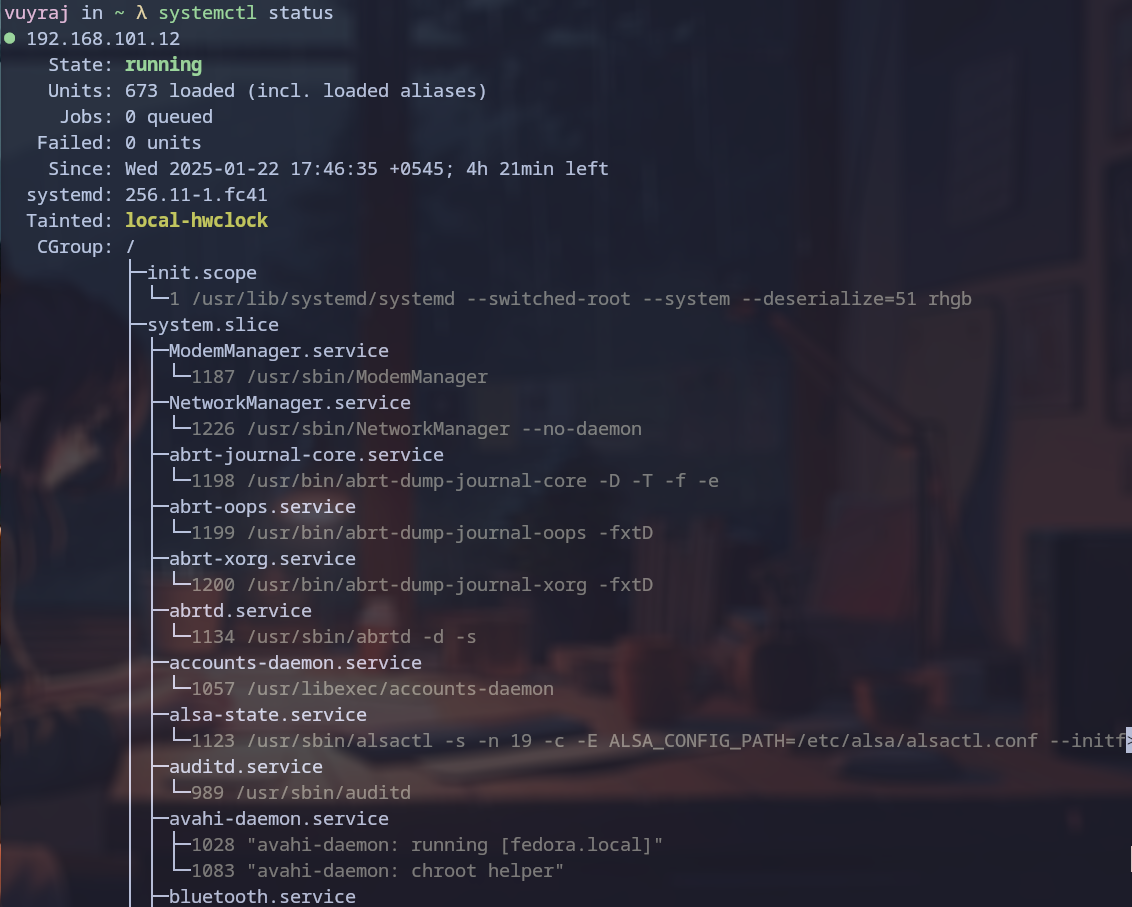 vuyraj in ~ λ systemctl status
● 192.168.101.12
State: running
Units: 673 loaded (incl. loaded aliases)
Jobs: 0 queued
Failed: 0 units
Since: Wed 2025-01-22 17:46:35 +0545; 4h 21min left
systemd: 256.11-1.fc41
Tainted: local-hwclock
CGroup: /
├─init.scope
│ └─1 /usr/lib/systemd/systemd --switched-root --system --deserialize=51 rhgb
├─system.slice
│ ├─ModemManager.service
│ │ └─1187 /usr/sbin/ModemManager
│ ├─NetworkManager.service
│ │ └─1226 /usr/sbin/NetworkManager --no-daemon
│ ├─abrt-journal-core.service
│ │ └─1198 /usr/bin/abrt-dump-journal-core -D -T -f -e
│ ├─abrt-oops.service
│ │ └─1199 /usr/bin/abrt-dump-journal-oops -fxtD
│ ├─abrt-xorg.service
│ │ └─1200 /usr/bin/abrt-dump-journal-xorg -fxtD
│ ├─abrtd.service
│ │ └─1134 /usr/sbin/abrtd -d -s
│ ├─accounts-daemon.service
│ │ └─1057 /usr/libexec/accounts-daemon
│ ├─alsa-state.service
│ │ └─1123 /usr/sbin/alsactl -s -n 19 -c -E ALSA_CONFIG_PATH=/etc/alsa/alsactl.conf --initf>
│ ├─auditd.service
│ │ └─989 /usr/sbin/auditd
│ ├─avahi-daemon.service
│ │ ├─1028 "avahi-daemon: running [fedora.local]"
│ │ └─1083 "avahi-daemon: chroot helper"
│ ├─bluetooth.service